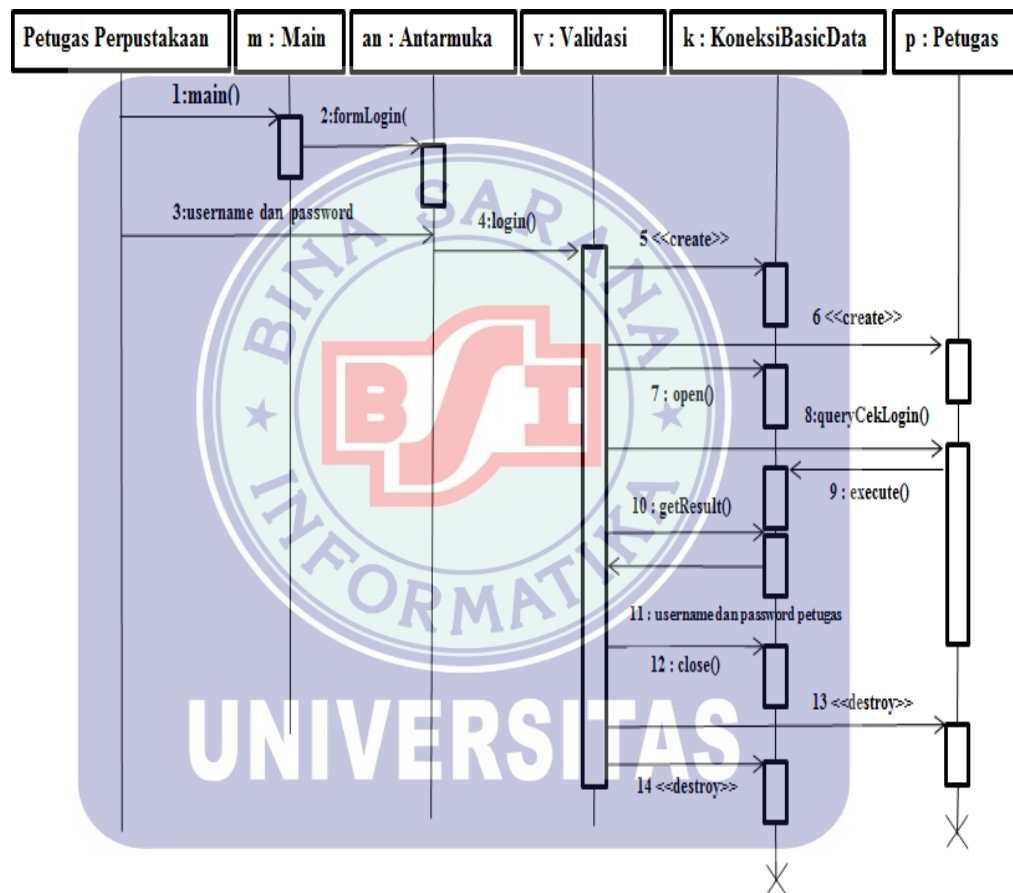 Petugas Perpustakaan
m : Main
an : Antarmuka
v : Validasi
k : KoneksiBasicData
p : Petugas
1:main()
2:formLogin(
3:username dan password
4:login()
5 <<create>>
6 <<create>>
7 : open()
8:queryCekLogin()
9 : execute()
10 : getResult()
11 : username dan password petugas
12 : close()
13 <<destroy>>
14 <<destroy>>
BINA SARANA
BSI
INFORMATIKA
UNIVERSITAS